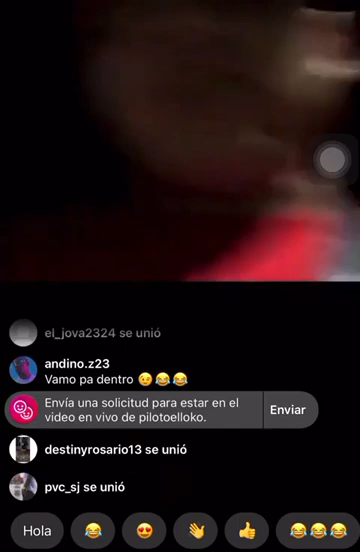 el_jova2324 se unió
andino.z23
Vamo pa dentro 😉😂😂
Envía una solicitud para estar en el
video en vivo de pilotoelloko.
Enviar
destinyrosario13 se unió
pvc_sj se unió
Hola 😂 😍 👋 👍 😂😂😂